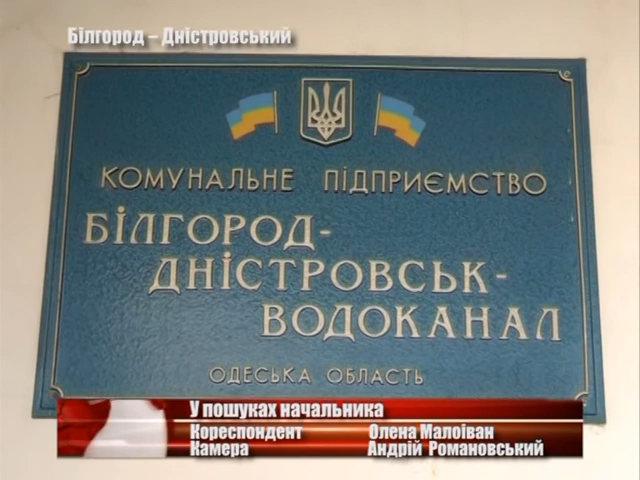 Білгород – Дністровський
КОМУНАЛЬНЕ ПІДПРИЄМСТВО
БІЛГОРОД-
ДНІСТРОВСЬК-
ВОДОКАНАЛ
ОДЕСЬКА ОБЛАСТЬ
У пошуках начальника
Кореспондент Олена Малоіван
Камера Андрій Романовський